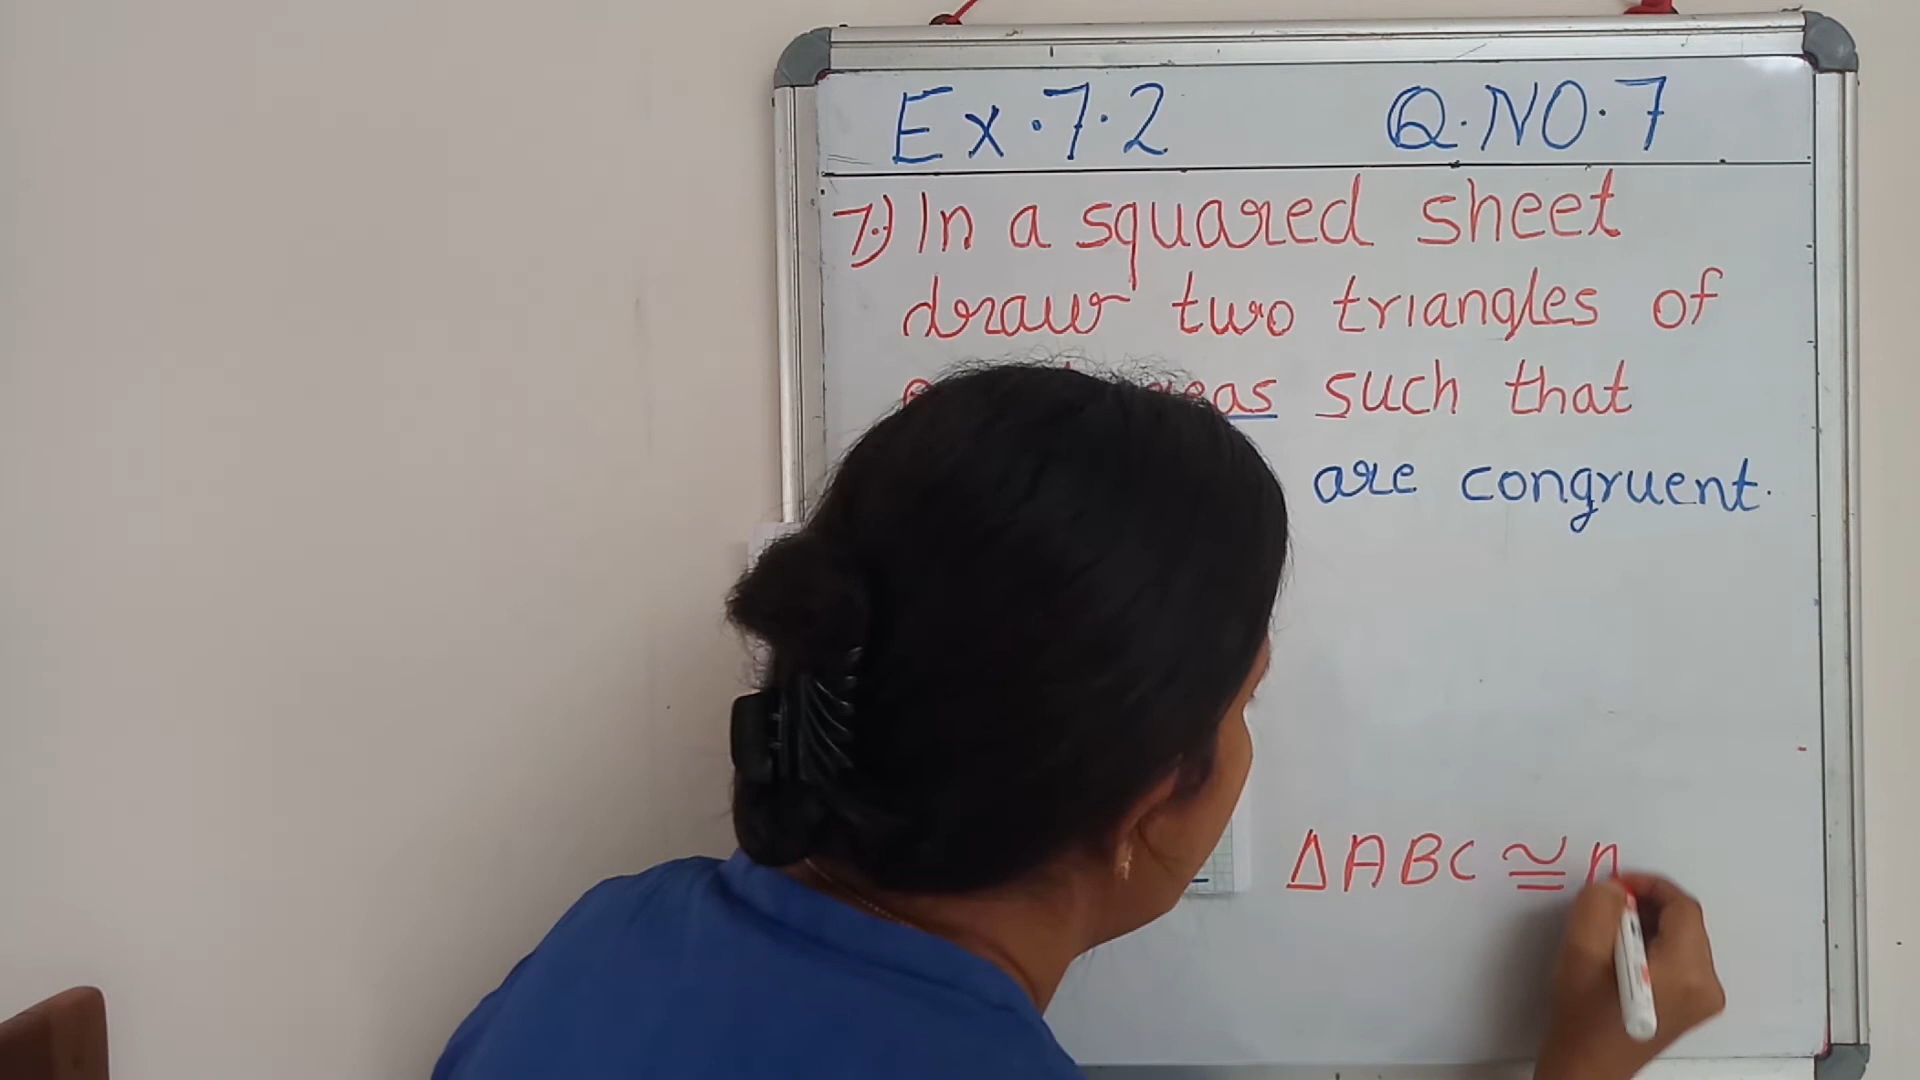 Ex.7.2 Q.NO.7
7.) In a squared sheet
draw two triangles of
such that
are congruent.
ΔABC ≅